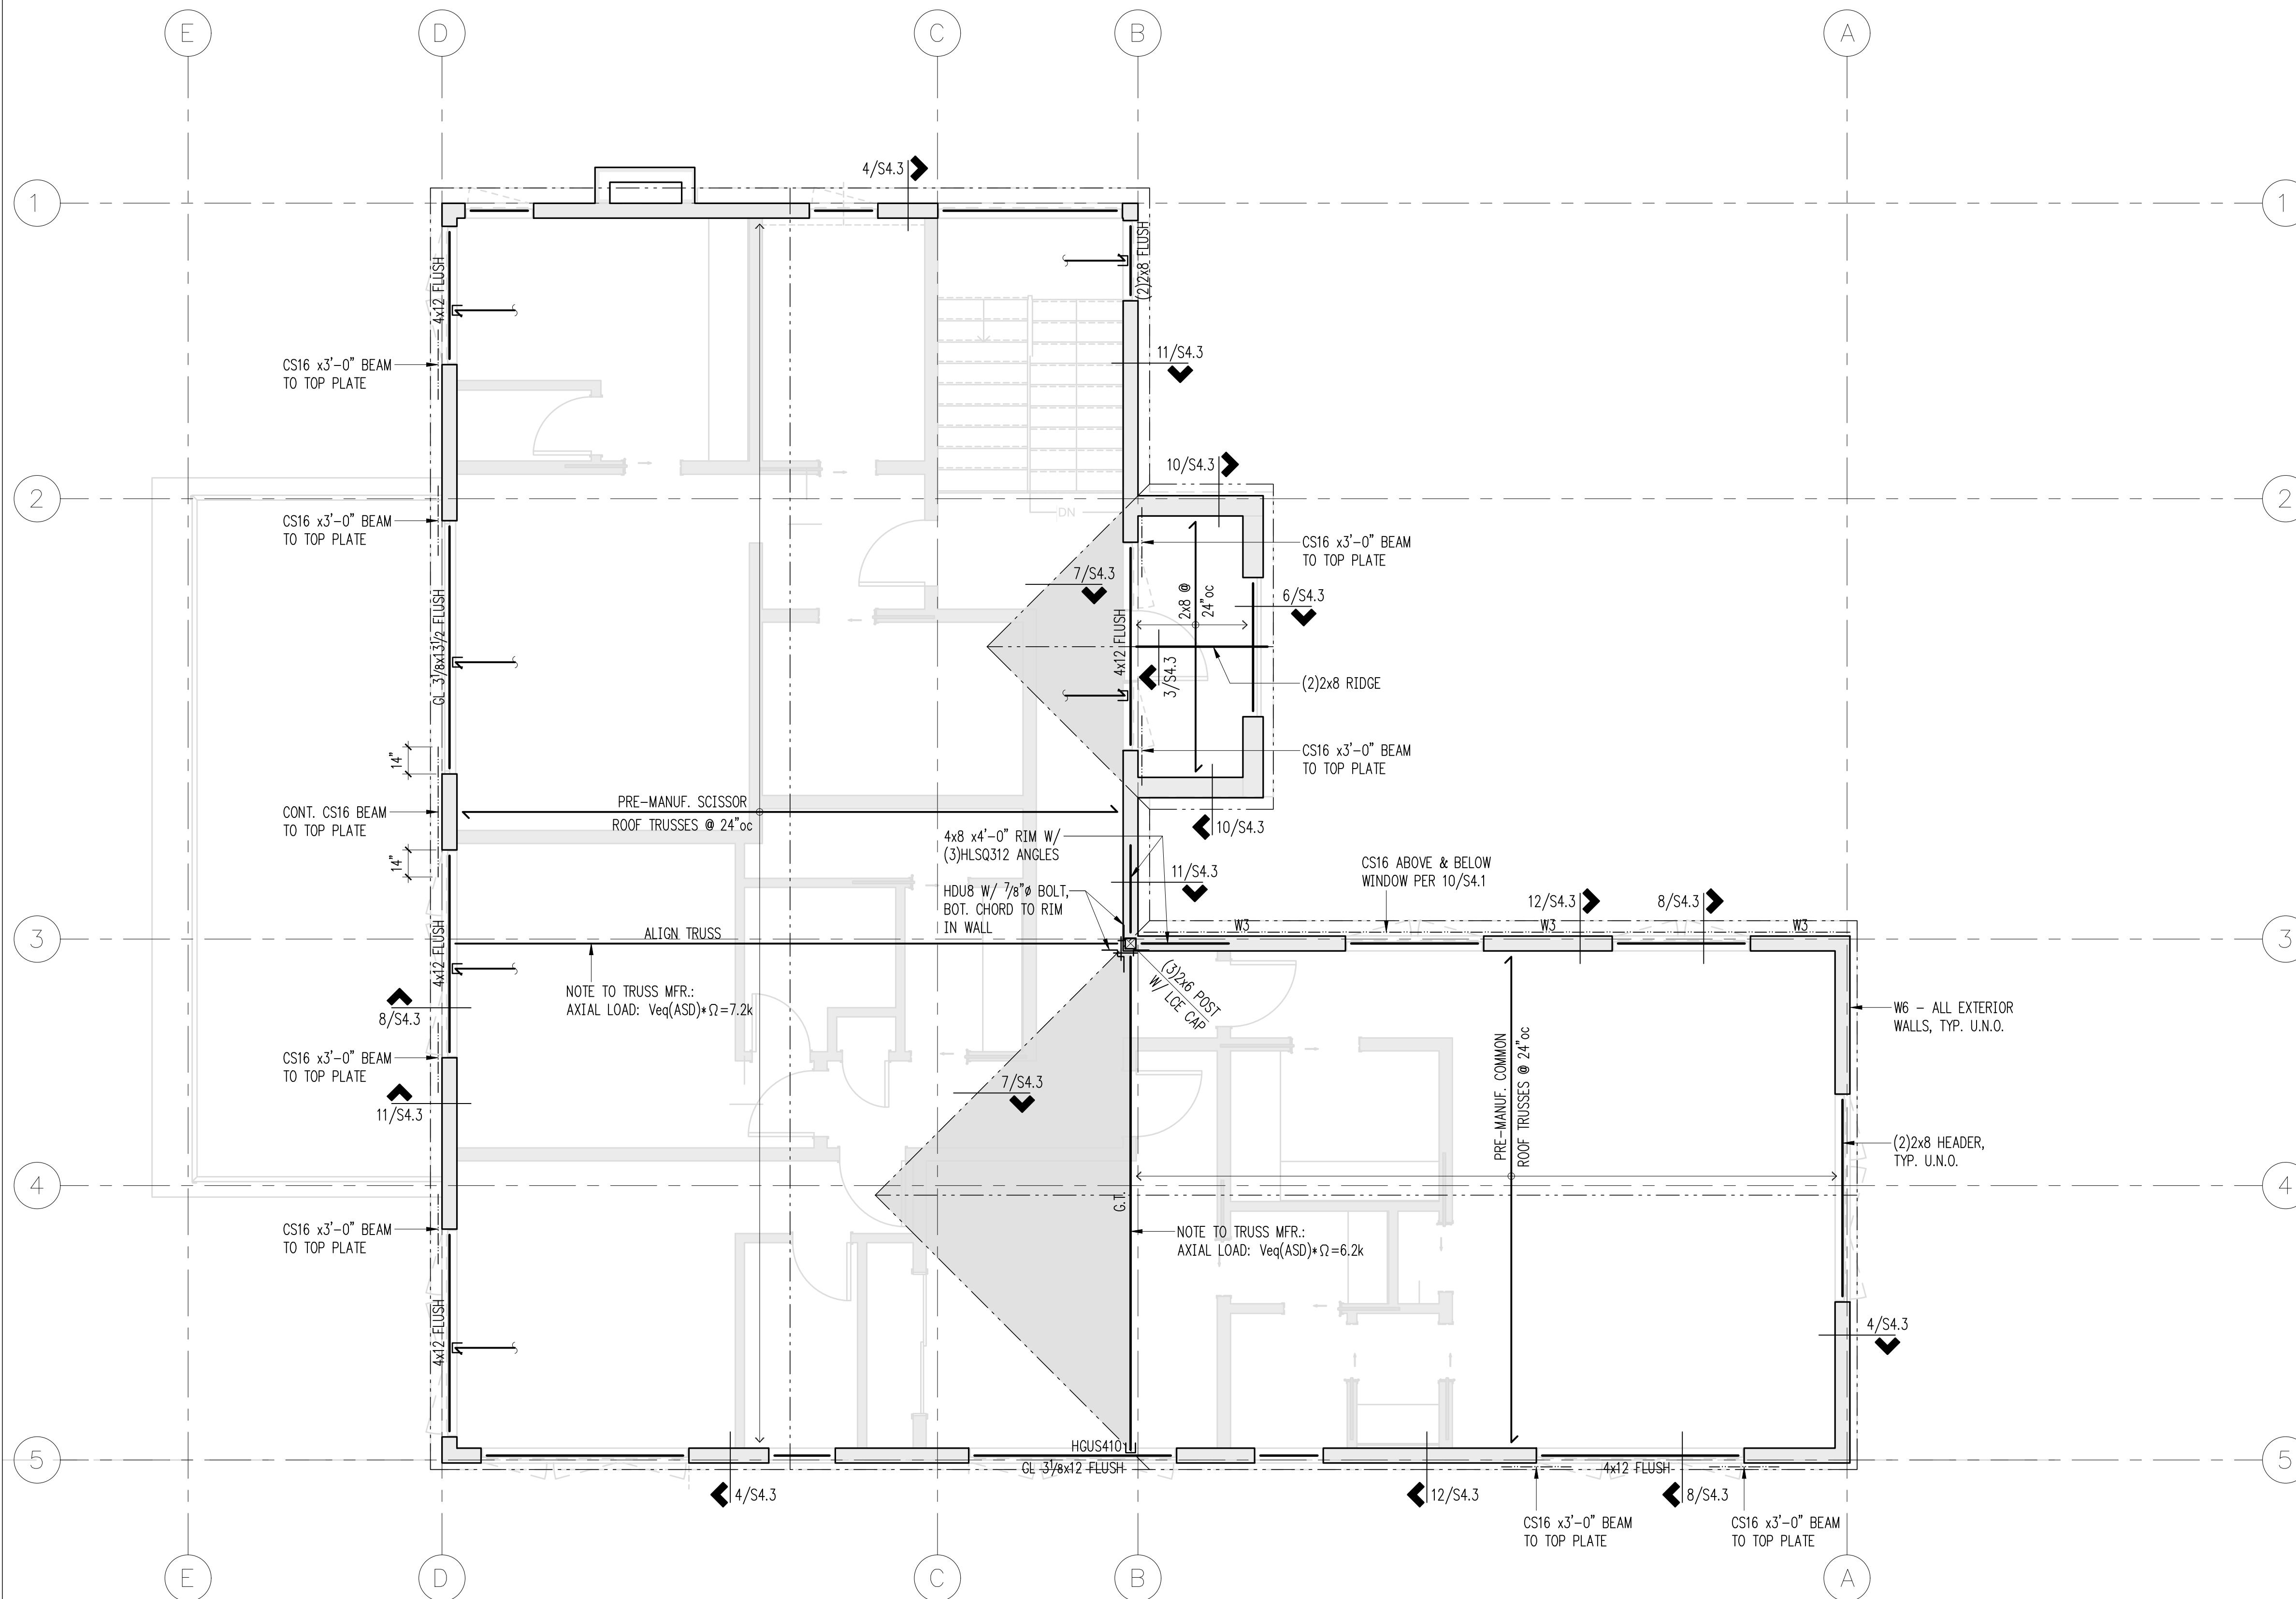 E
D
C
B
A
1
1
4/S4.3
4x12 FLUSH
(2)2x8 FLUSH
CS16 x3'-0" BEAM
TO TOP PLATE
11/S4.3
10/S4.3
2
2
CS16 x3'-0" BEAM
TO TOP PLATE
DN
CS16 x3'-0" BEAM
TO TOP PLATE
7/S4.3
2x8 @
24"oc
6/S4.3
GL 3 1/8x13 1/2 FLUSH
4x12 FLUSH
3/S4.3
(2)2x8 RIDGE
14"
CS16 x3'-0" BEAM
TO TOP PLATE
CONT. CS16 BEAM
TO TOP PLATE
PRE-MANUF. SCISSOR
ROOF TRUSSES @ 24"oc
10/S4.3
14"
4x8 x4'-0" RIM W/
(3)HLSQ312 ANGLES
11/S4.3
CS16 ABOVE & BELOW
WINDOW PER 10/S4.1
HDU8 W/ 7/8"ø BOLT,
BOT. CHORD TO RIM
IN WALL
12/S4.3
8/S4.3
W3
W3
W3
3
3
4x12 FLUSH
ALIGN TRUSS
NOTE TO TRUSS MFR.:
AXIAL LOAD: Veq(ASD)*Ω=7.2k
(3)2x6 POST
W/ LCE CAP
8/S4.3
W6 - ALL EXTERIOR
WALLS, TYP. U.N.O.
CS16 x3'-0" BEAM
TO TOP PLATE
11/S4.3
7/S4.3
PRE-MANUF. COMMON
ROOF TRUSSES @ 24"oc
(2)2x8 HEADER,
TYP. U.N.O.
4
4
G.T.
CS16 x3'-0" BEAM
TO TOP PLATE
NOTE TO TRUSS MFR.:
AXIAL LOAD: Veq(ASD)*Ω=6.2k
4x12 FLUSH
4/S4.3
HGUS410
5
5
GL 3 1/8x12 FLUSH
4x12 FLUSH
4/S4.3
12/S4.3
8/S4.3
CS16 x3'-0" BEAM
TO TOP PLATE
CS16 x3'-0" BEAM
TO TOP PLATE
E
D
C
B
A